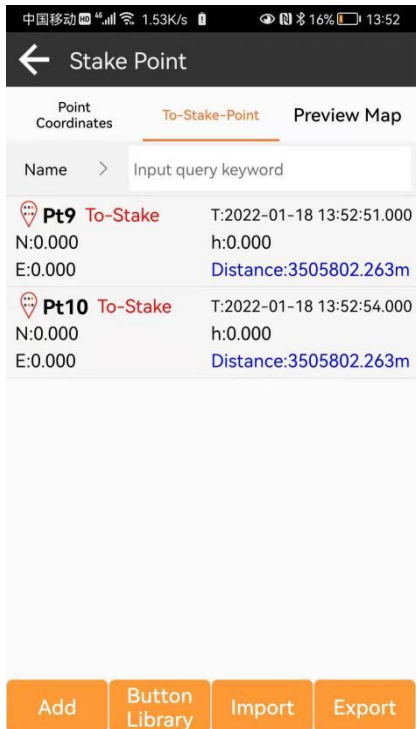 中国移动 HD 4G 1.53K/s 16% 13:52
Stake Point
Point Coordinates To-Stake-Point Preview Map
Name > Input query keyword
Pt9 To-Stake T:2022-01-18 13:52:51.000
N:0.000 h:0.000
E:0.000 Distance:3505802.263m
Pt10 To-Stake T:2022-01-18 13:52:54.000
N:0.000 h:0.000
E:0.000 Distance:3505802.263m
Add Button Library Import Export